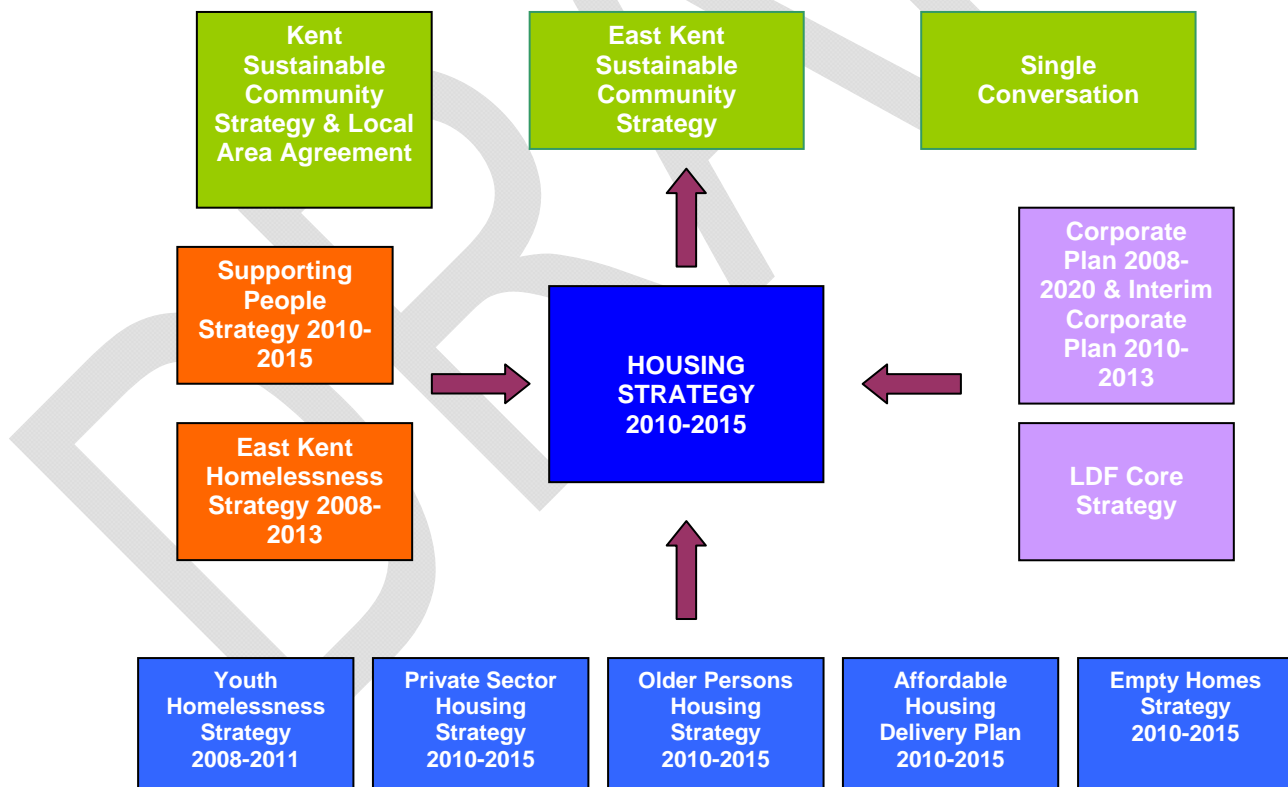 Kent
Sustainable
Community
Strategy & Local
Area Agreement
East Kent
Sustainable
Community
Strategy
Single
Conversation
Supporting
People
Strategy 2010-
2015
Corporate
Plan 2008-
2020 & Interim
Corporate
Plan 2010-
2013
HOUSING
STRATEGY
2010-2015
East Kent
Homelessness
Strategy 2008-
2013
LDF Core
Strategy
Youth
Homelessness
Strategy
2008-2011
Private Sector
Housing
Strategy
2010-2015
Older Persons
Housing
Strategy
2010-2015
Affordable
Housing
Delivery Plan
2010-2015
Empty Homes
Strategy
2010-2015